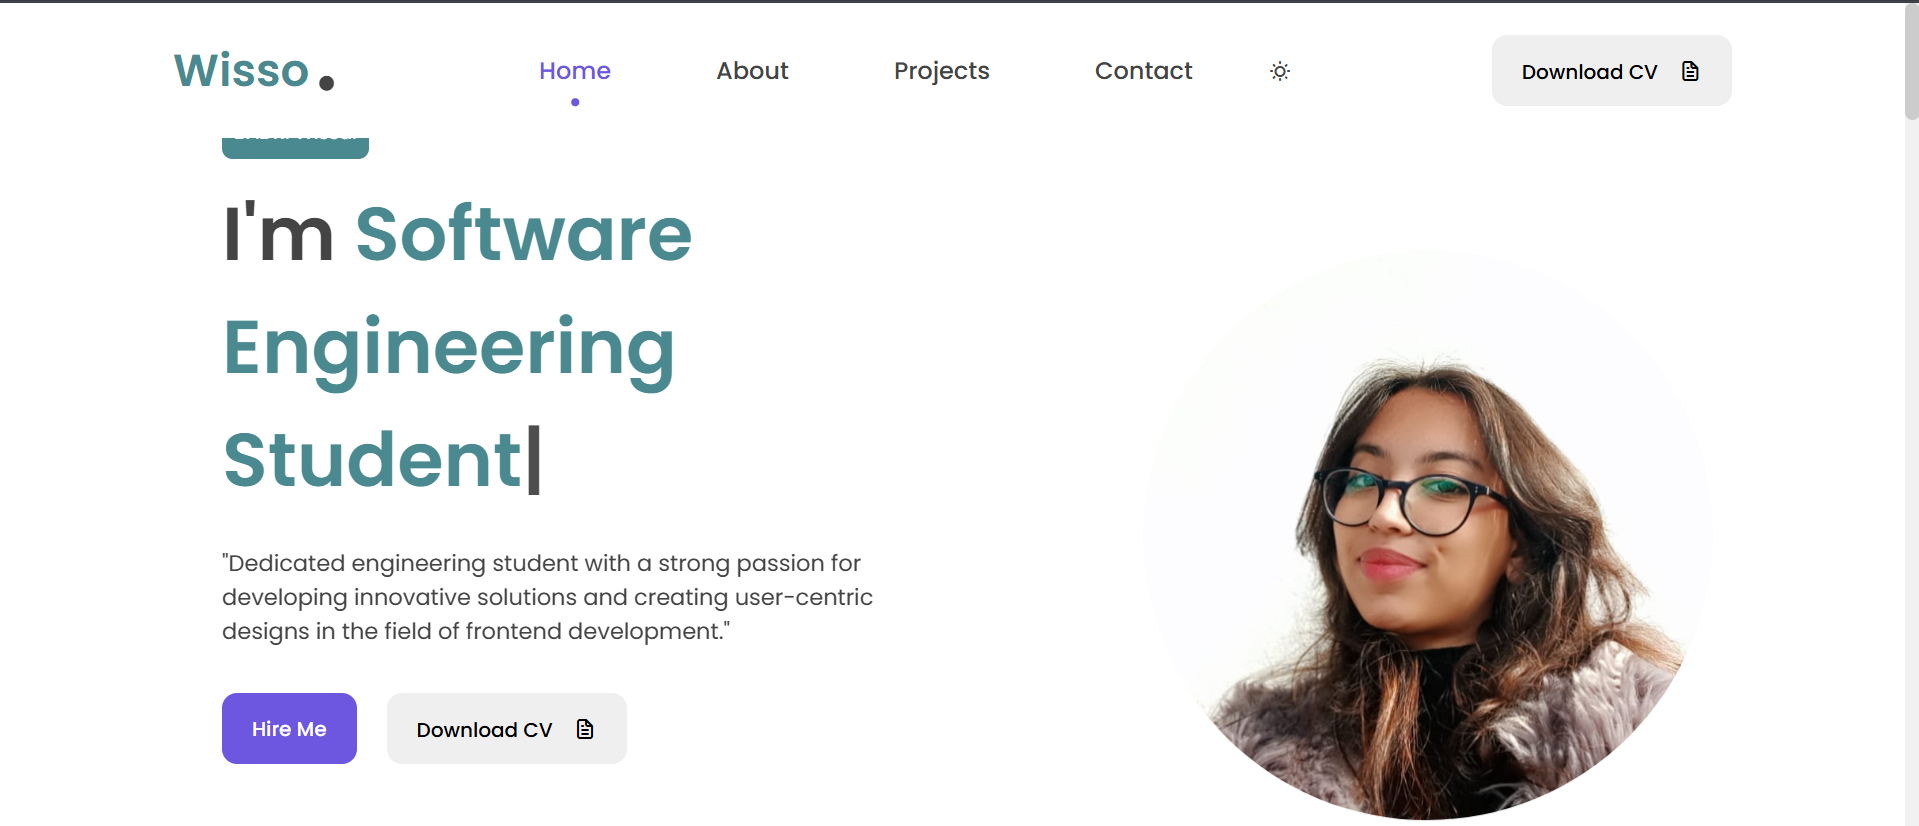 Wisso.
Home
About
Projects
Contact
Download CV
I'm Software
Engineering
Student|
"Dedicated engineering student with a strong passion for
developing innovative solutions and creating user-centric
designs in the field of frontend development."
Hire Me
Download CV